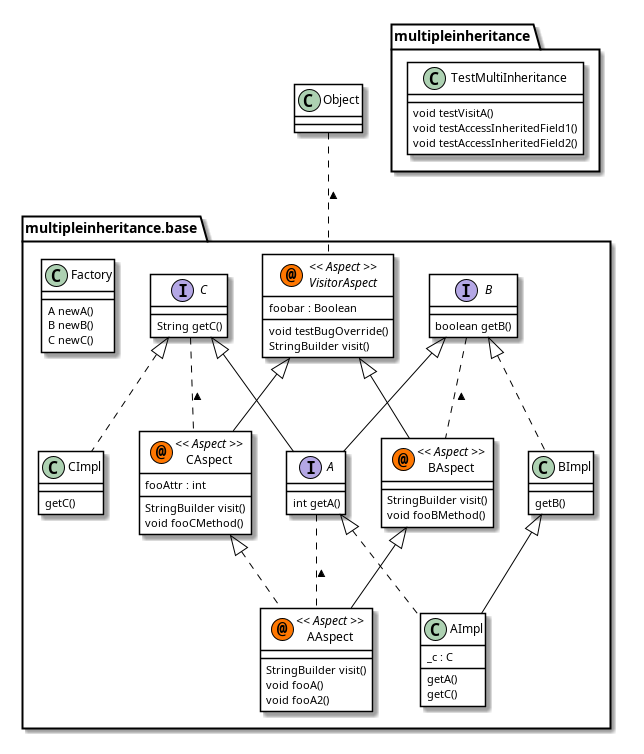 multipleinheritance
C TestMultiInheritance
void testVisitA()
void testAccessInheritedField1()
void testAccessInheritedField2()
C Object
multipleinheritance.base
C Factory
A newA()
B newB()
C newC()
I C
String getC()
@ << Aspect >>
VisitorAspect
foobar : Boolean
void testBugOverride()
StringBuilder visit()
I B
boolean getB()
C CImpl
getC()
@ << Aspect >>
CAspect
fooAttr : int
StringBuilder visit()
void fooCMethod()
I A
int getA()
@ << Aspect >>
BAspect
StringBuilder visit()
void fooBMethod()
C BImpl
getB()
@ << Aspect >>
AAspect
StringBuilder visit()
void fooA()
void fooA2()
C AImpl
_c : C
getA()
getC()